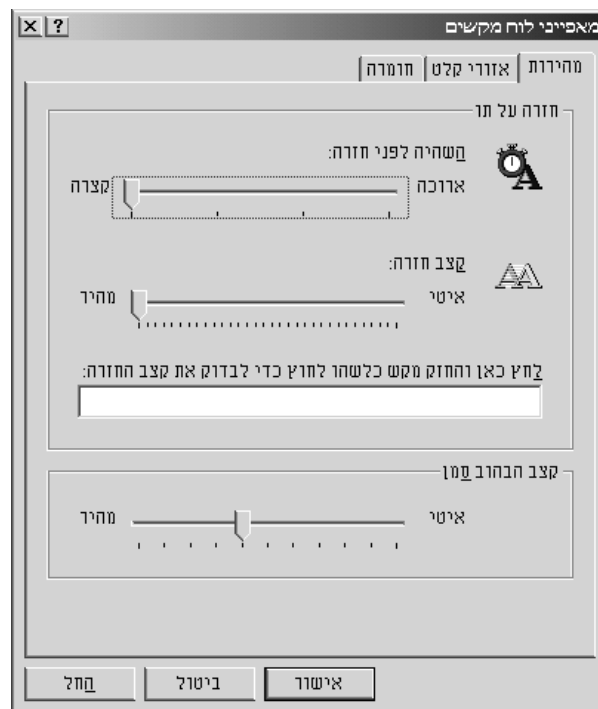 מאפייני לוח מקשים
מהירות אזורי קלט חומרה
חזרה על תו
השהיה לפני חזרה:
ארוכה קצרה
קצב חזרה:
איטי מהיר
לחץ כאן והחזק מקש כלשהו לחוץ כדי לבדוק את קצב החזרה:
קצב הבהוב סמן
איטי מהיר
אישור ביטול החל